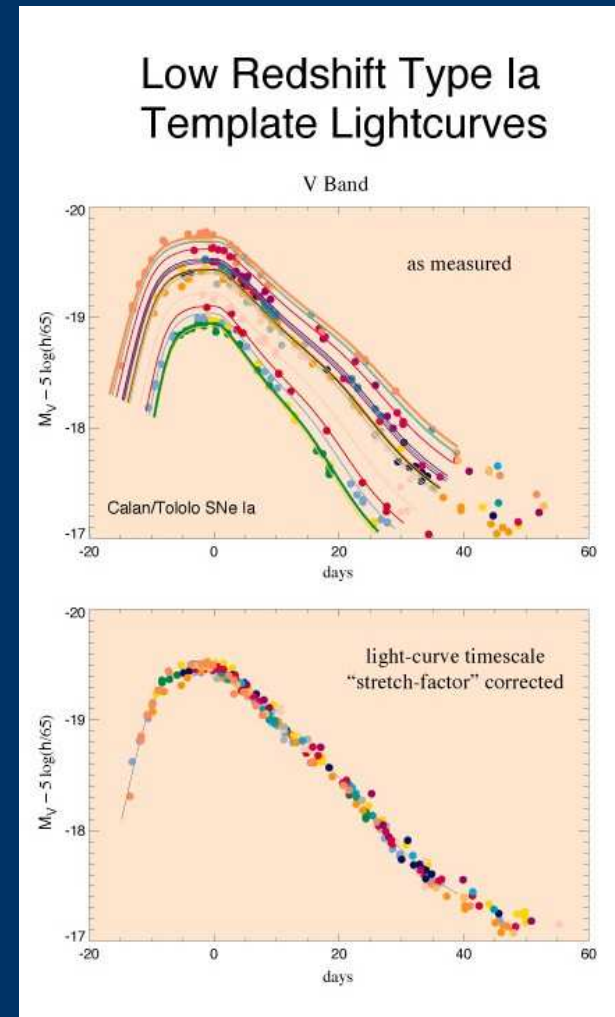 Low Redshift Type Ia
Template Lightcurves
V Band
-20
-19
-18
-17
M_V – 5 log(h/65)
as measured
Calan/Tololo SNe Ia
-20 0 20 40 60
days
-20
-19
-18
-17
M_V – 5 log(h/65)
light-curve timescale
“stretch-factor” corrected
-20 0 20 40 60
days